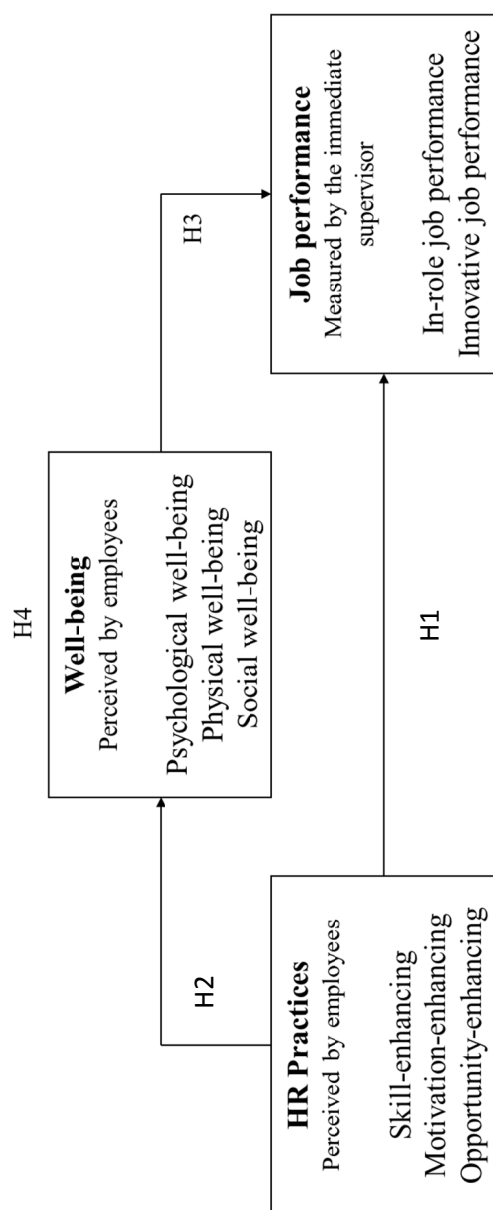 H4
Well-being
Perceived by employees
Psychological well-being
Physical well-being
Social well-being
H2
H3
HR Practices
Perceived by employees
Skill-enhancing
Motivation-enhancing
Opportunity-enhancing
H1
Job performance
Measured by the immediate
supervisor
In-role job performance
Innovative job performance